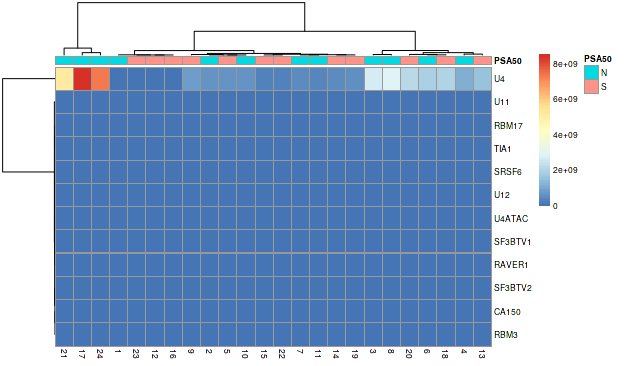 PSA50
U4
U11
RBM17
TIA1
SRSF6
U12
U4ATAC
SF3BTV1
RAVER1
SF3BTV2
CA150
RBM3
21 17 24 1 23 12 16 9 2 5 10 15 22 7 11 14 19 3 8 20 6 18 4 13
8e+09
6e+09
4e+09
2e+09
0
PSA50
N
S